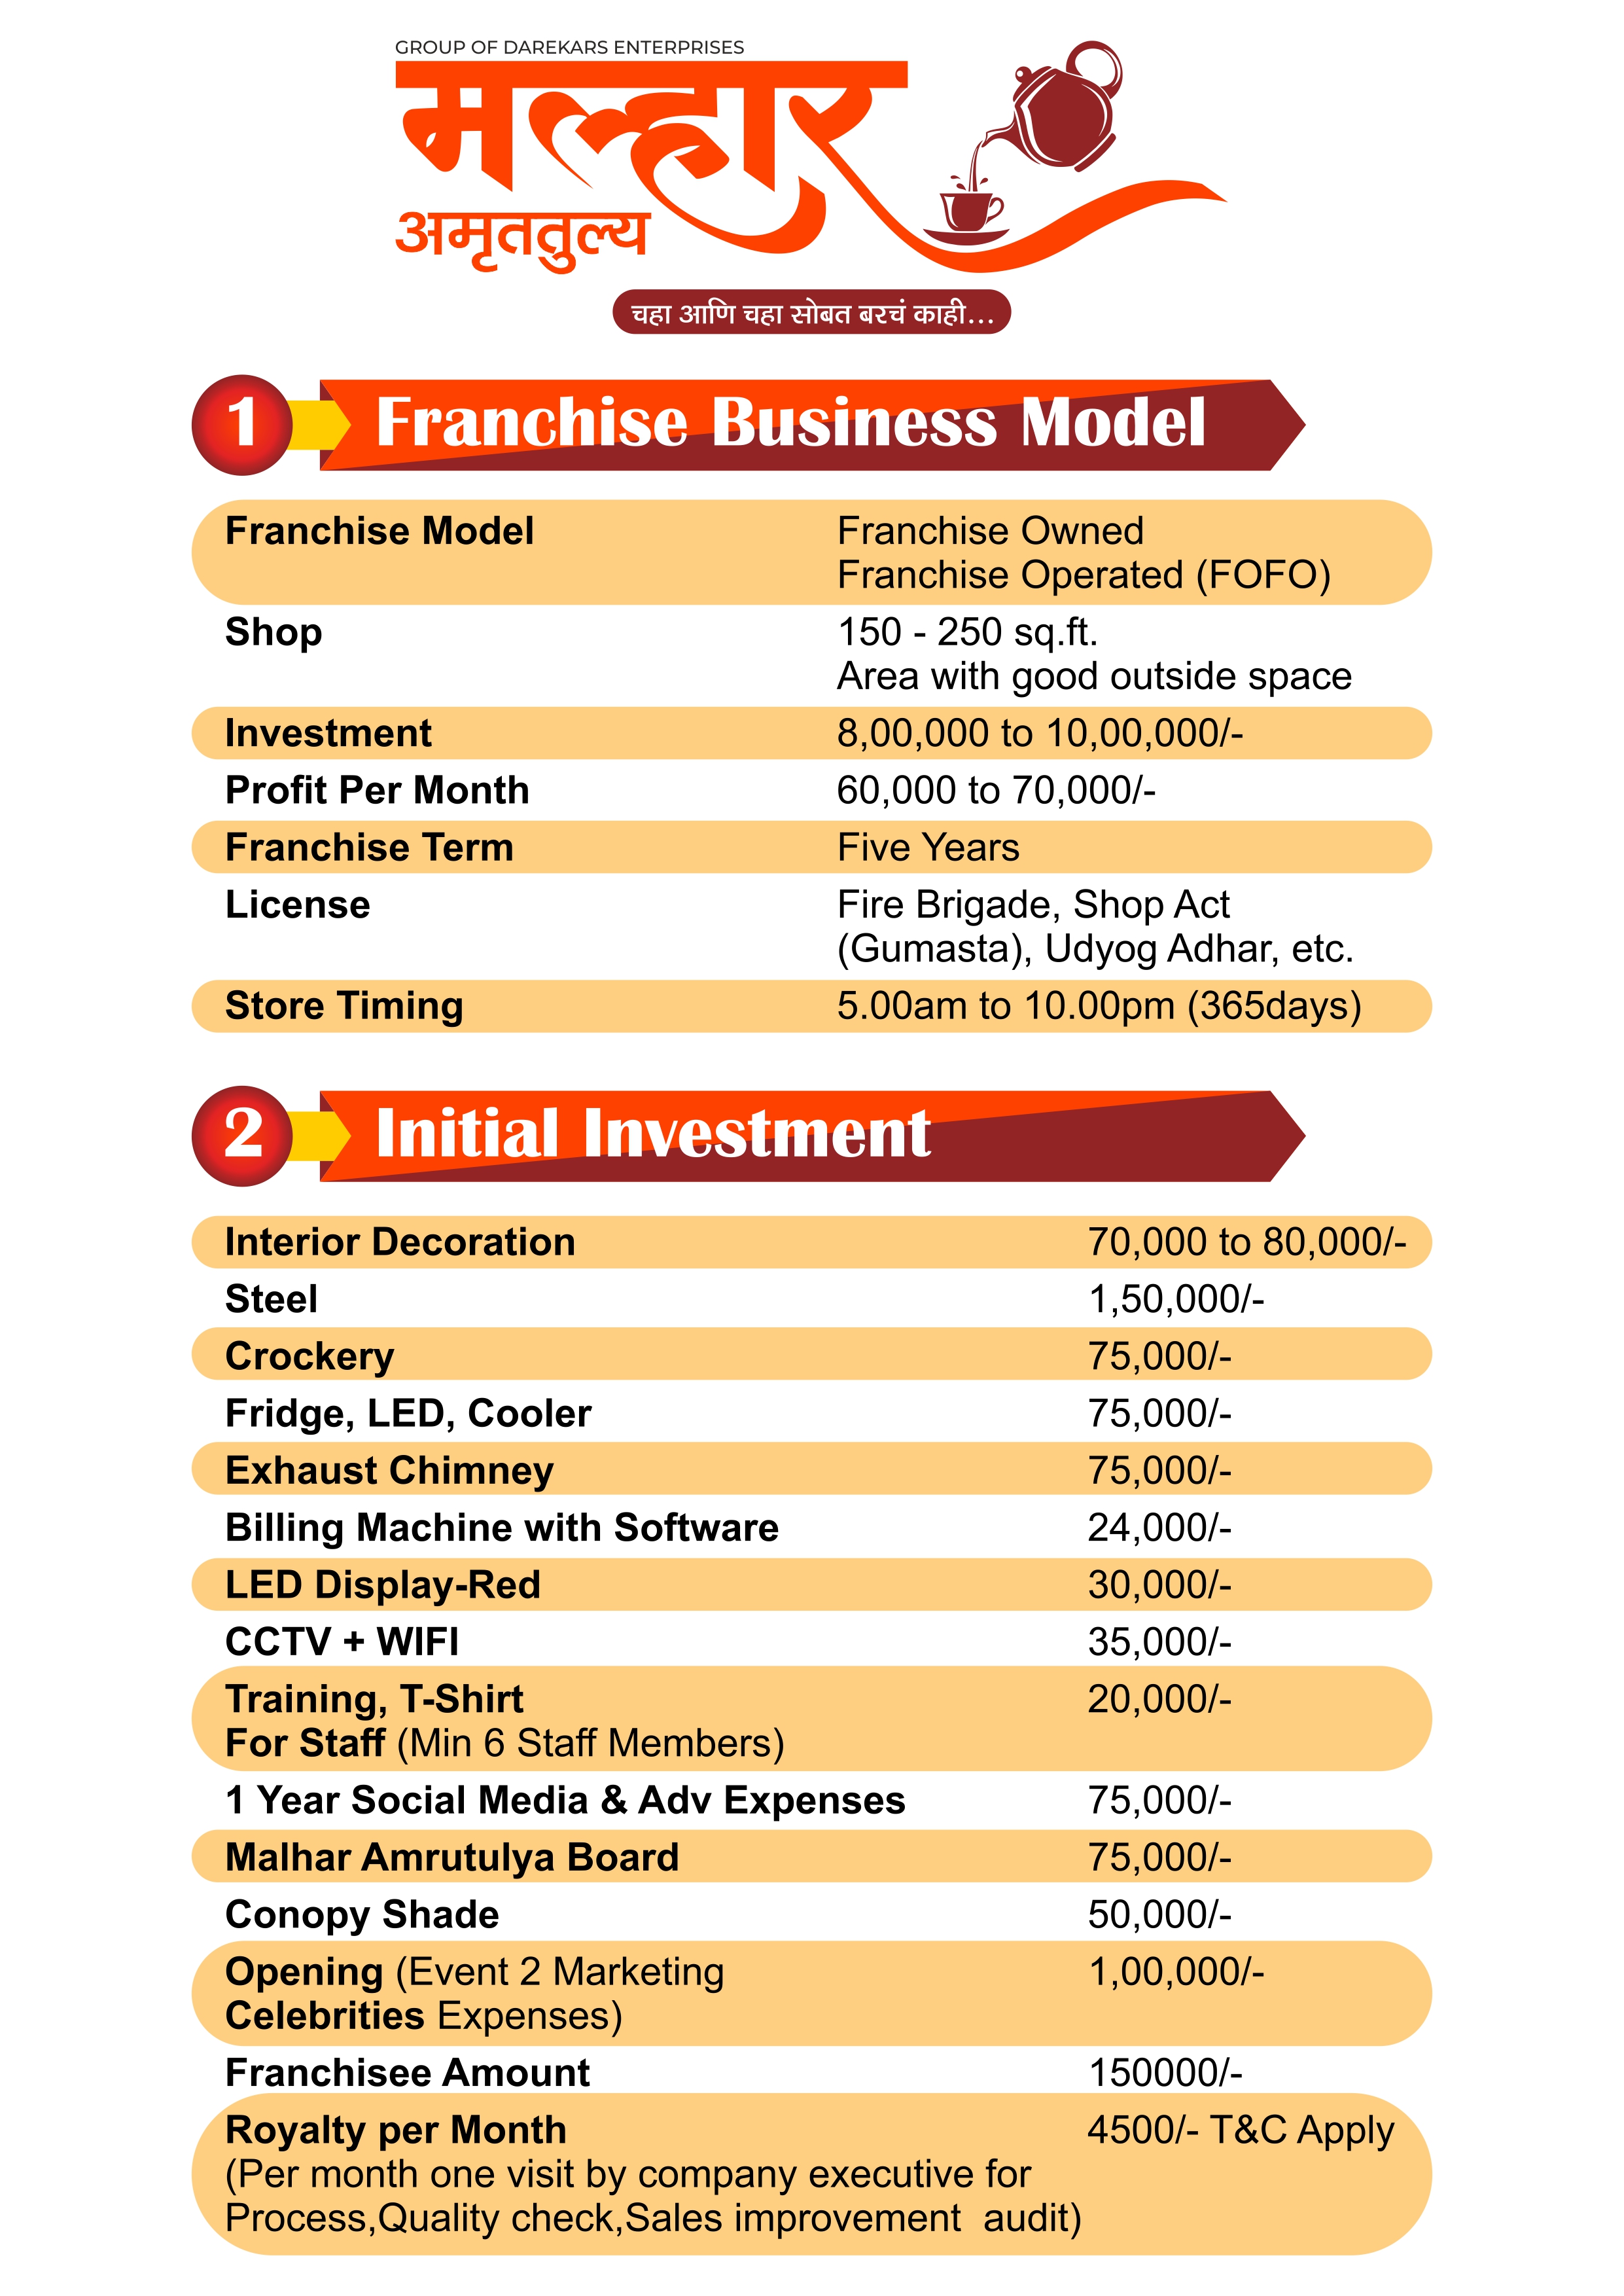 GROUP OF DAREKARS ENTERPRISES
मल्हार
अमृततुल्य
चहा आणि चहा सोबत बरचं काही...
1 Franchise Business Model
Franchise Model Franchise Owned
Franchise Operated (FOFO)
Shop 150 - 250 sq.ft.
Area with good outside space
Investment 8,00,000 to 10,00,000/-
Profit Per Month 60,000 to 70,000/-
Franchise Term Five Years
License Fire Brigade, Shop Act
(Gumasta), Udyog Adhar, etc.
Store Timing 5.00am to 10.00pm (365days)
2 Initial Investment
Interior Decoration 70,000 to 80,000/-
Steel 1,50,000/-
Crockery 75,000/-
Fridge, LED, Cooler 75,000/-
Exhaust Chimney 75,000/-
Billing Machine with Software 24,000/-
LED Display-Red 30,000/-
CCTV + WIFI 35,000/-
Training, T-Shirt 20,000/-
For Staff (Min 6 Staff Members)
1 Year Social Media & Adv Expenses 75,000/-
Malhar Amrutulya Board 75,000/-
Conopy Shade 50,000/-
Opening (Event 2 Marketing 1,00,000/-
Celebrities Expenses)
Franchisee Amount 150000/-
Royalty per Month 4500/- T&C Apply
(Per month one visit by company executive for
Process,Quality check,Sales improvement  audit)